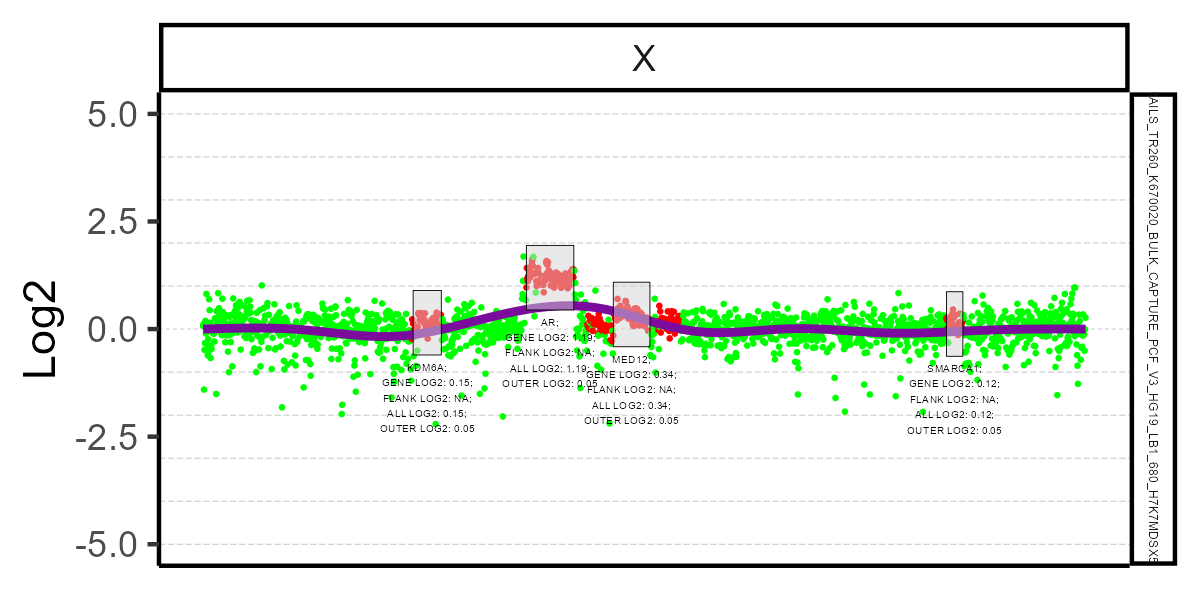 X
Log2
5.0
2.5
0.0
-2.5
-5.0
KDM6A;
GENE LOG2: 0.15;
FLANK LOG2: NA;
ALL LOG2: 0.15;
OUTER LOG2: 0.05
AR;
GENE LOG2: 1.19;
FLANK LOG2: NA;
ALL LOG2: 1.19;
OUTER LOG2: 0.05
MED12;
GENE LOG2: 0.34;
FLANK LOG2: NA;
ALL LOG2: 0.34;
OUTER LOG2: 0.05
SMARCA1;
GENE LOG2: 0.12;
FLANK LOG2: NA;
ALL LOG2: 0.12;
OUTER LOG2: 0.05
AILS_TR260_K670020_BULK_CAPTURE_PCF_V3_HG19_LB1_680_H7K7MDSX5